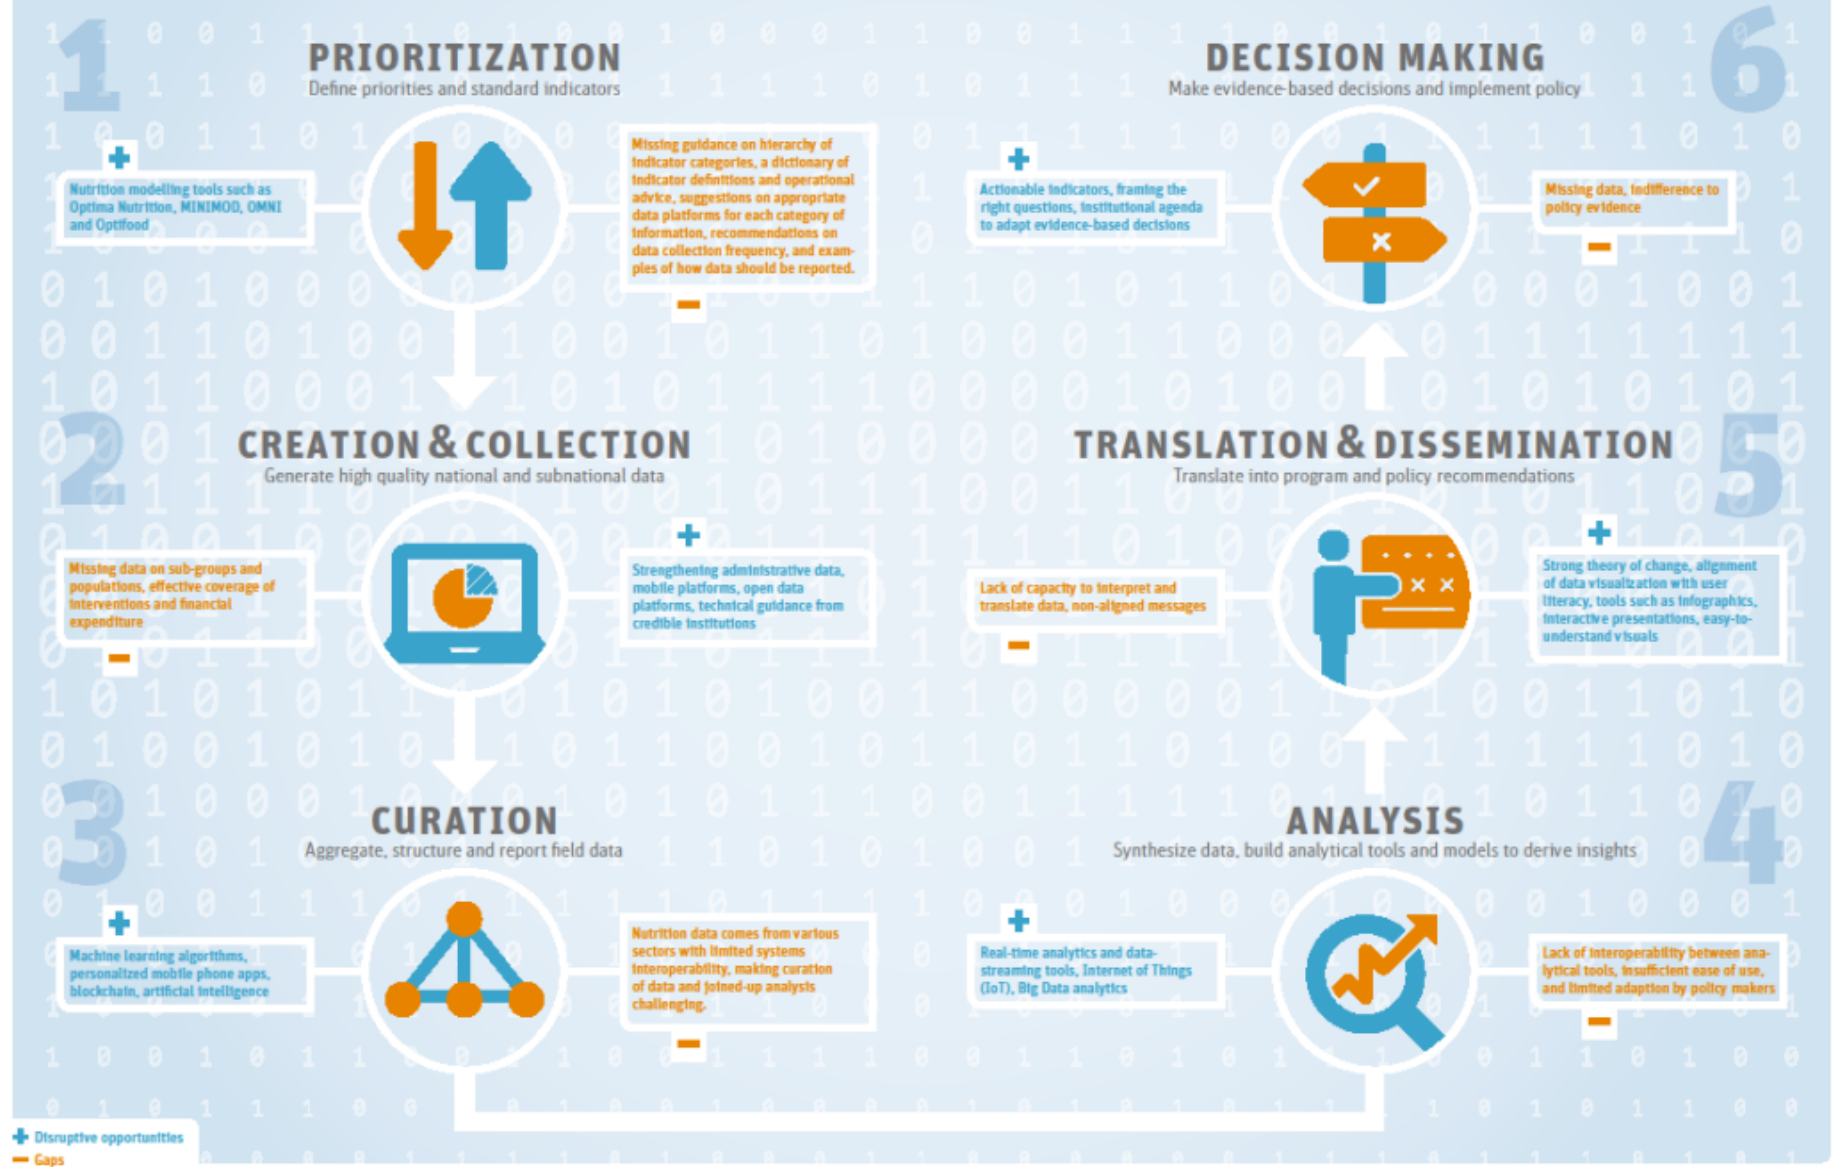 1
PRIORITIZATION
Define priorities and standard indicators
Nutrition modelling tools such as
Optima Nutrition, MINIMOD, OMNI
and Optifood
Missing guidance on hierarchy of
indicator categories, a dictionary of
indicator definitions and operational
advice, suggestions on appropriate
data platforms for each category of
information, recommendations on
data collection frequency, and exam-
ples of how data should be reported.
2
CREATION & COLLECTION
Generate high quality national and subnational data
Missing data on sub-groups and
populations, effective coverage of
interventions and financial
expenditure
Strengthening administrative data,
mobile platforms, open data
platforms, technical guidance from
credible institutions
3
CURATION
Aggregate, structure and report field data
Machine learning algorithms,
personalized mobile phone apps,
blockchain, artificial intelligence
Nutrition data comes from various
sectors with limited systems
interoperability, making curation
of data and joined-up analysis
challenging.
4
ANALYSIS
Synthesize data, build analytical tools and models to derive insights
Real-time analytics and data-
streaming tools, Internet of Things
(IoT), Big Data analytics
Lack of interoperability between ana-
lytical tools, insufficient ease of use,
and limited adaption by policy makers
5
TRANSLATION & DISSEMINATION
Translate into program and policy recommendations
Lack of capacity to interpret and
translate data, non-aligned messages
Strong theory of change, alignment
of data visualization with user
literacy, tools such as infographics,
interactive presentations, easy-to-
understand visuals
6
DECISION MAKING
Make evidence-based decisions and implement policy
Actionable indicators, framing the
right questions, institutional agenda
to adapt evidence-based decisions
Missing data, indifference to
policy evidence
+ Disruptive opportunities
− Gaps